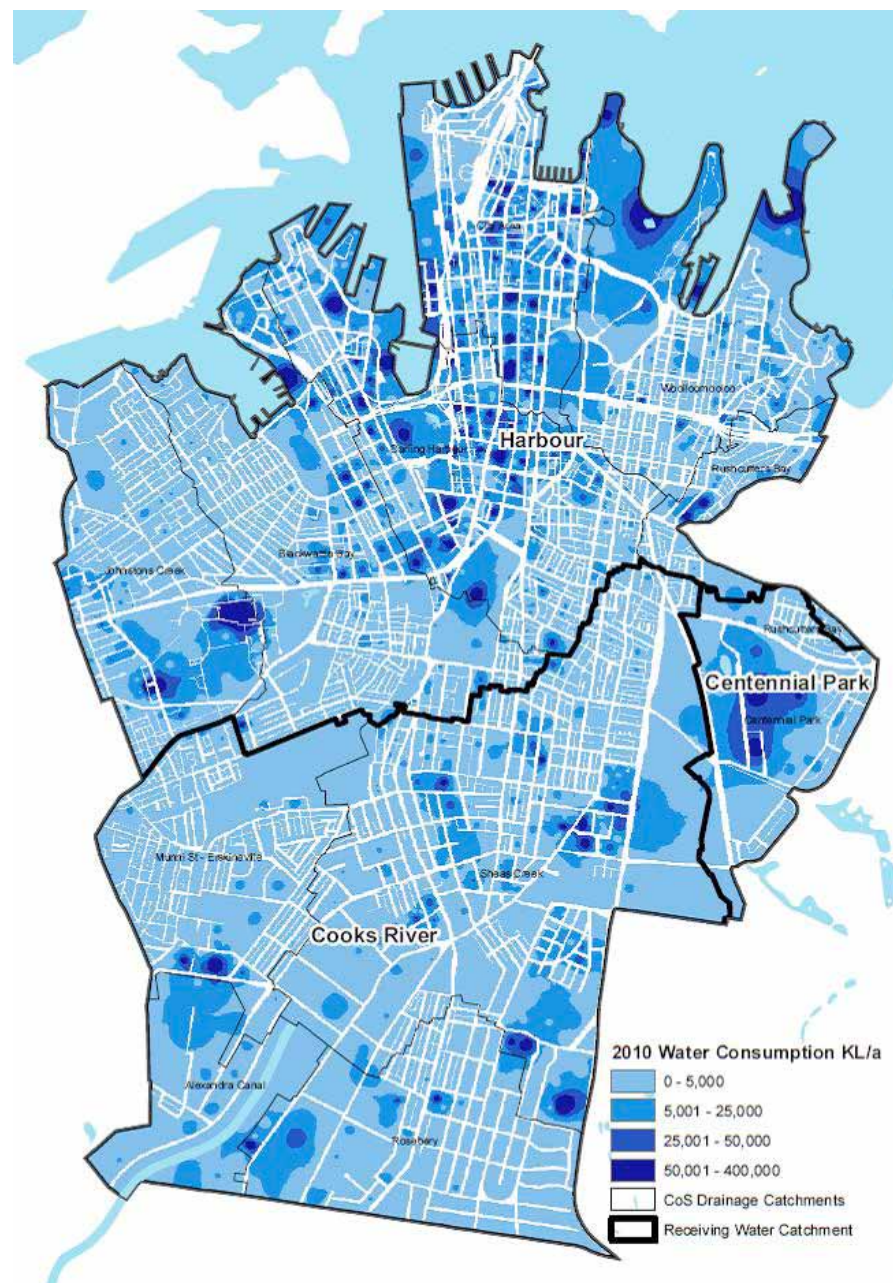 City Area
Woolloomooloo
Harbour
Darling Harbour
Rushcutters Bay
Blackwattle Bay
Johnstons Creek
Rushcutters Bay
Centennial Park
Centennial Park
Munni St - Erskineville
Sheas Creek
Cooks River
2010 Water Consumption KL/a
0 - 5,000
5,001 - 25,000
25,001 - 50,000
50,001 - 400,000
CoS Drainage Catchments
Receiving Water Catchment
Alexandra Canal
Rosebery